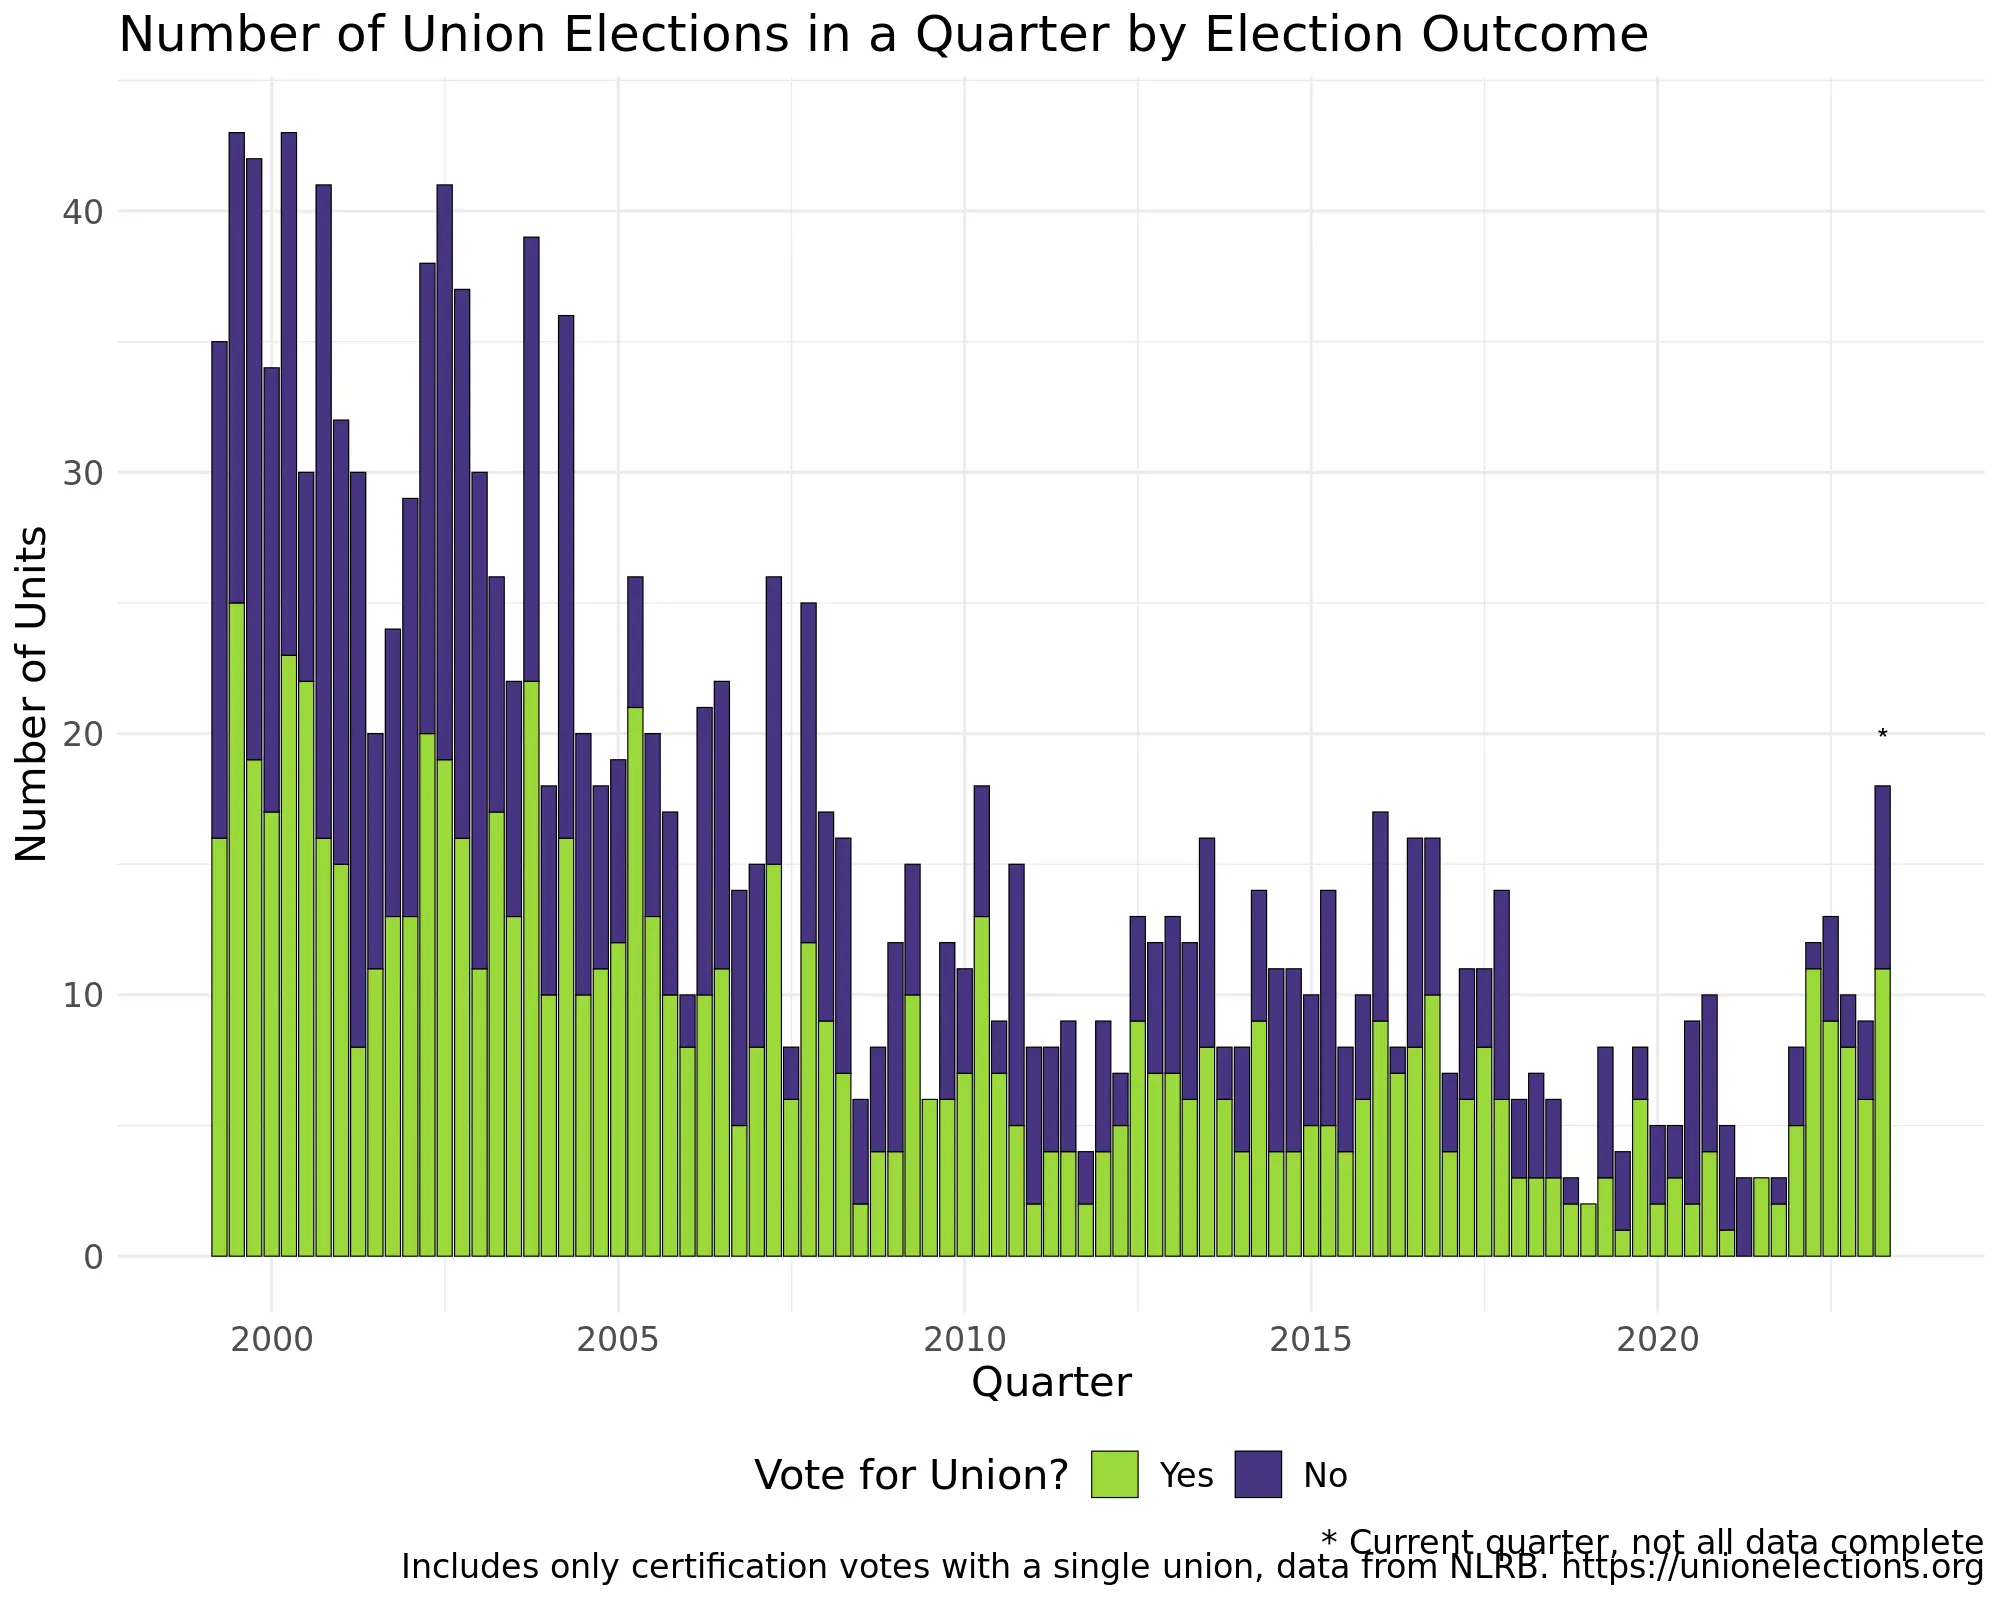 Number of Union Elections in a Quarter by Election Outcome
Number of Units
40
30
20
10
0
*
2000 2005 2010 2015 2020
Quarter
Vote for Union? Yes No
* Current quarter, not all data complete
Includes only certification votes with a single union, data from NLRB. https://unionelections.org